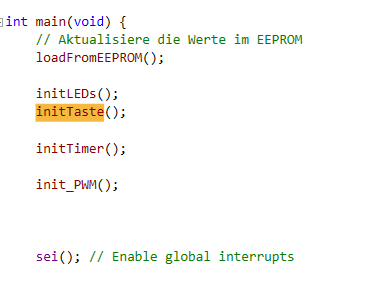 int main(void) {
// Aktualisiere die Werte im EEPROM
loadFromEEPROM();
initLEDs();
initTaste();
initTimer();
init_PWM();
sei(); // Enable global interrupts